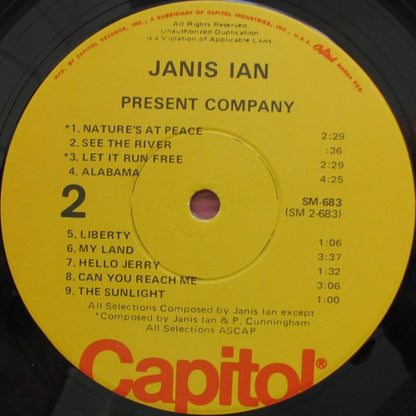 MFG. BY CAPITOL RECORDS, INC., A SUBSIDIARY OF CAPITOL INDUSTRIES, INC., U.S.A. Capitol MARCA REG.
All Rights Reserved.
Unauthorized Duplication
is a Violation of Applicable Laws.
JANIS IAN
PRESENT COMPANY
*1. NATURE'S AT PEACE 2:29
2. SEE THE RIVER :36
*3. LET IT RUN FREE 2:29
4. ALABAMA 4:25
2
SM-683
(SM 2-683)
5. LIBERTY 1:06
6. MY LAND 3:37
7. HELLO JERRY 1:32
8. CAN YOU REACH ME 3:06
9. THE SUNLIGHT 1:00
All Selections Composed by Janis Ian except
*Composed by Janis Ian & P. Cunningham
All Selections ASCAP
Capitol®